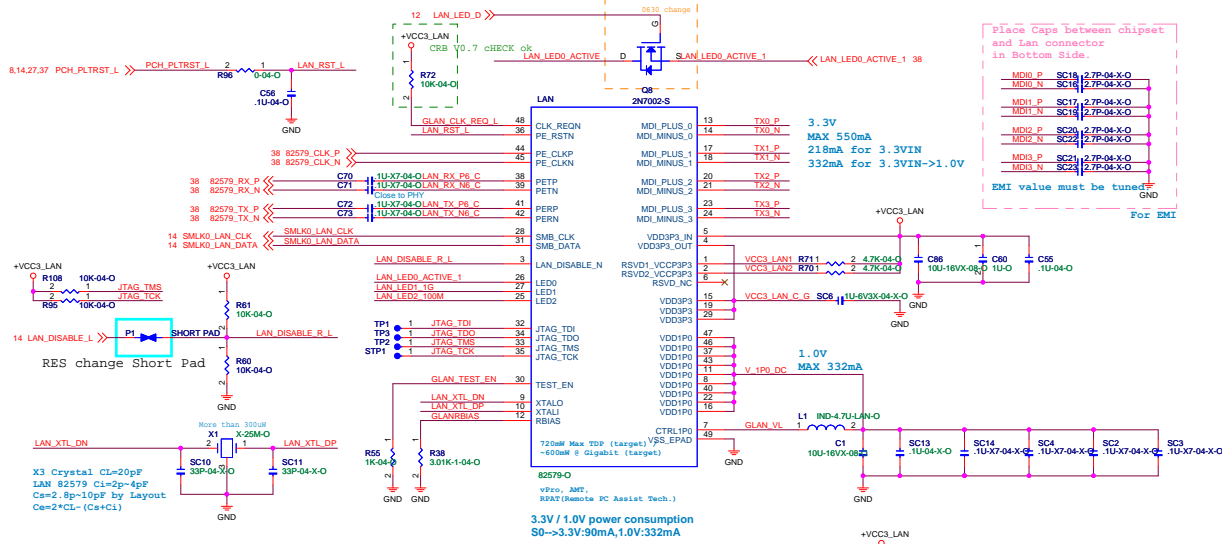 0630 change
12 LAN_LED_D
G
+VCC3_LAN
CRB V0.7 cHECK ok
LAN_LED0_ACTIVE
D
S
LAN_LED0_ACTIVE_1
LAN_LED0_ACTIVE_1 38
Q8
2N7002-S
8,14,27,37 PCH_PLTRST_L
2
1
R96
0-04-O
LAN_RST_L
C56
.1U-04-O
GND
1
R72
10K-04-O
2
GLAN_CLK_REQ_L
LAN_RST_L
Place Caps between chipset
and Lan connector
in Bottom Side.
MDI0_P SC18 2.7P-04-X-O
MDI0_N SC16 2.7P-04-X-O
MDI1_P SC17 2.7P-04-X-O
MDI1_N SC19 2.7P-04-X-O
MDI2_P SC20 2.7P-04-X-O
MDI2_N SC22 2.7P-04-X-O
MDI3_P SC21 2.7P-04-X-O
MDI3_N SC23 2.7P-04-X-O
EMI value must be tuned
GND
For EMI
LAN
48 CLK_REQN
36 PE_RSTN
44 PE_CLKP
45 PE_CLKN
38 PETP
39 PETN
41 PERP
42 PERN
28 SMB_CLK
31 SMB_DATA
3 LAN_DISABLE_N
26 LED0
27 LED1
25 LED2
32 JTAG_TDI
34 JTAG_TDO
33 JTAG_TMS
35 JTAG_TCK
30 TEST_EN
9 XTALO
10 XTALI
12 RBIAS
MDI_PLUS_0 13 TX0_P
MDI_MINUS_0 14 TX0_N
MDI_PLUS_1 17 TX1_P
MDI_MINUS_1 18 TX1_N
MDI_PLUS_2 20 TX2_P
MDI_MINUS_2 21 TX2_N
MDI_PLUS_3 23 TX3_P
MDI_MINUS_3 24 TX3_N
VDD3P3_IN 5
VDD3P3_OUT 4
RSVD1_VCCP3P3 1
RSVD2_VCCP3P3 2
RSVD_NC 6
VDD3P3 15
VDD3P3 19
VDD3P3 29
VDD1P0 47
VDD1P0 46
VDD1P0 37
VDD1P0 43
VDD1P0 11
VDD1P0 8
VDD1P0 40
VDD1P0 22
VDD1P0 16
CTRL1P0 7
VSS_EPAD 49
720mW Max TDP (target) /
~600mW @ Gigabit (target)
82579-O
vPro, AMT,
RPAT(Remote PC Assist Tech.)
3.3V / 1.0V power consumption
S0-->3.3V:90mA,1.0V:332mA
3.3V
MAX 550mA
218mA for 3.3VIN
332mA for 3.3VIN->1.0V
38 82579_CLK_P
38 82579_CLK_N
38 82579_RX_P C70 .1U-X7-04-O LAN_RX_P6_C
38 82579_RX_N C71 .1U-X7-04-O LAN_RX_N6_C
Close to PHY
38 82579_TX_P C72 .1U-X7-04-O LAN_TX_P6_C
38 82579_TX_N C73 .1U-X7-04-O LAN_TX_N6_C
14 SMLK0_LAN_CLK SMLK0_LAN_CLK
14 SMLK0_LAN_DATA SMLK0_LAN_DATA
LAN_DISABLE_R_L
LAN_LED0_ACTIVE_1
LAN_LED1_1G
LAN_LED2_100M
TP1 1 JTAG_TDI
TP3 1 JTAG_TDO
TP2 1 JTAG_TMS
STP1 1 JTAG_TCK
GLAN_TEST_EN
LAN_XTL_DN
LAN_XTL_DP
GLANRBIAS
R55
1K-04-O
GND
R38
3.01K-1-04-O
GND
+VCC3_LAN
R108 10K-04-O
2 1 JTAG_TMS
2 1 JTAG_TCK
R95 10K-04-O
+VCC3_LAN
R61
10K-04-O
14 LAN_DISABLE_L P1 SHORT PAD LAN_DISABLE_R_L
RES change Short Pad
R60
10K-04-O
GND
More than 300uW
LAN_XTL_DN 2 X1 1 X-25M-O LAN_XTL_DP
3
SC10
33P-04-X-O
SC11
33P-04-X-O
GND
X3 Crystal CL=20pF
LAN 82579 Ci=2p~4pF
Cs=2.8p~10pF by Layout
Ce=2*CL-(Cs+Ci)
+VCC3_LAN
VCC3_LAN1 R71 1 2 4.7K-04-O
VCC3_LAN2 R70 1 2 4.7K-04-O
C86
10U-16VX-08-O
C60
1U-O
C55
.1U-04-O
GND
VCC3_LAN_C_G SC6 1U-6V3X-04-X-O
GND
1.0V
MAX 332mA
V_1P0_DC
GLAN_VL 1 L1 IND-4.7U-LAN-O 2
GND
C1
10U-16VX-08-O
SC13
.1U-04-X-O
SC14
.1U-X7-04-X-O
SC4
.1U-X7-04-X-O
SC2
.1U-X7-04-X-O
SC3
.1U-X7-04-X-O
GND
+VCC3_LAN